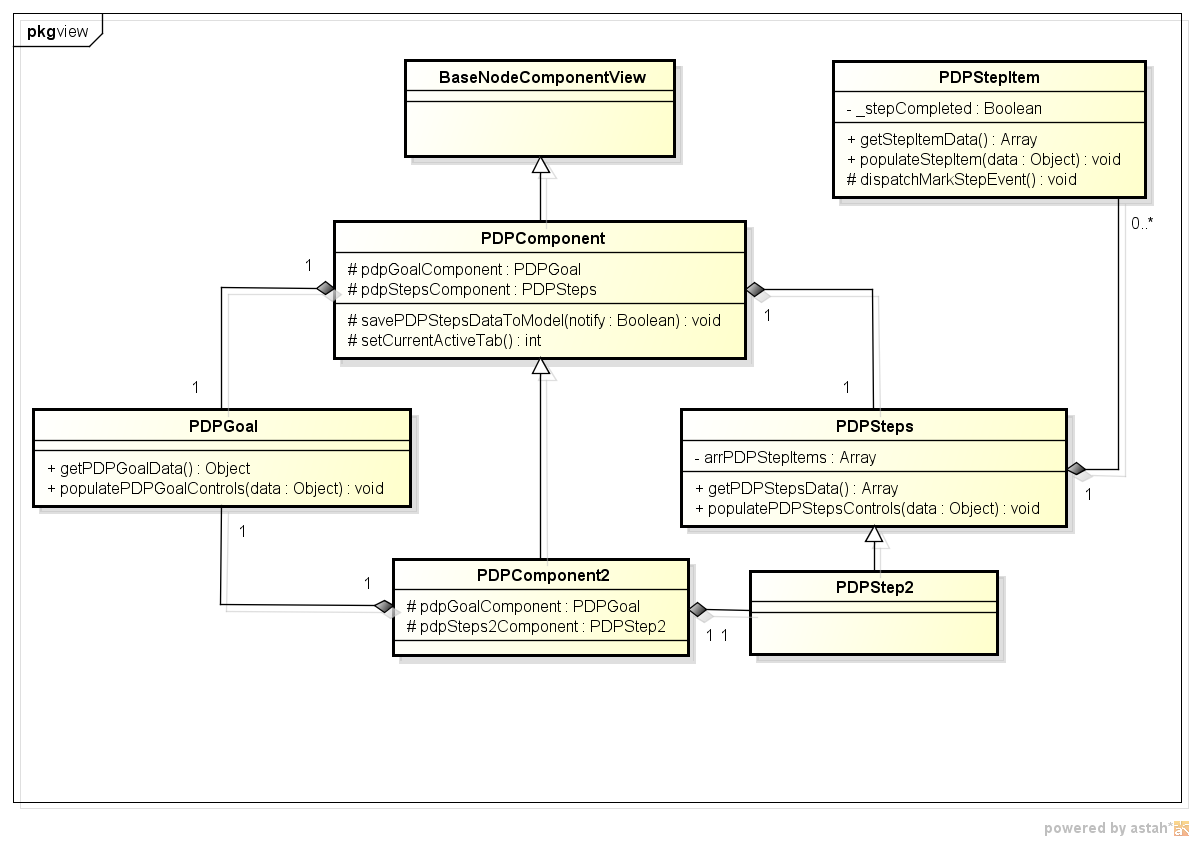 pkg view
BaseNodeComponentView
PDPStepItem
- _stepCompleted : Boolean
+ getStepItemData() : Array
+ populateStepItem(data : Object) : void
# dispatchMarkStepEvent() : void
0..*
PDPComponent
# pdpGoalComponent : PDPGoal
# pdpStepsComponent : PDPSteps
# savePDPStepsDataToModel(notify : Boolean) : void
# setCurrentActiveTab() : int
1
1
1
1
PDPGoal
+ getPDPGoalData() : Object
+ populatePDPGoalControls(data : Object) : void
PDPSteps
- arrPDPStepItems : Array
+ getPDPStepsData() : Array
+ populatePDPStepsControls(data : Object) : void
1
1
1
PDPComponent2
# pdpGoalComponent : PDPGoal
# pdpSteps2Component : PDPStep2
1 1
PDPStep2
powered by astah*